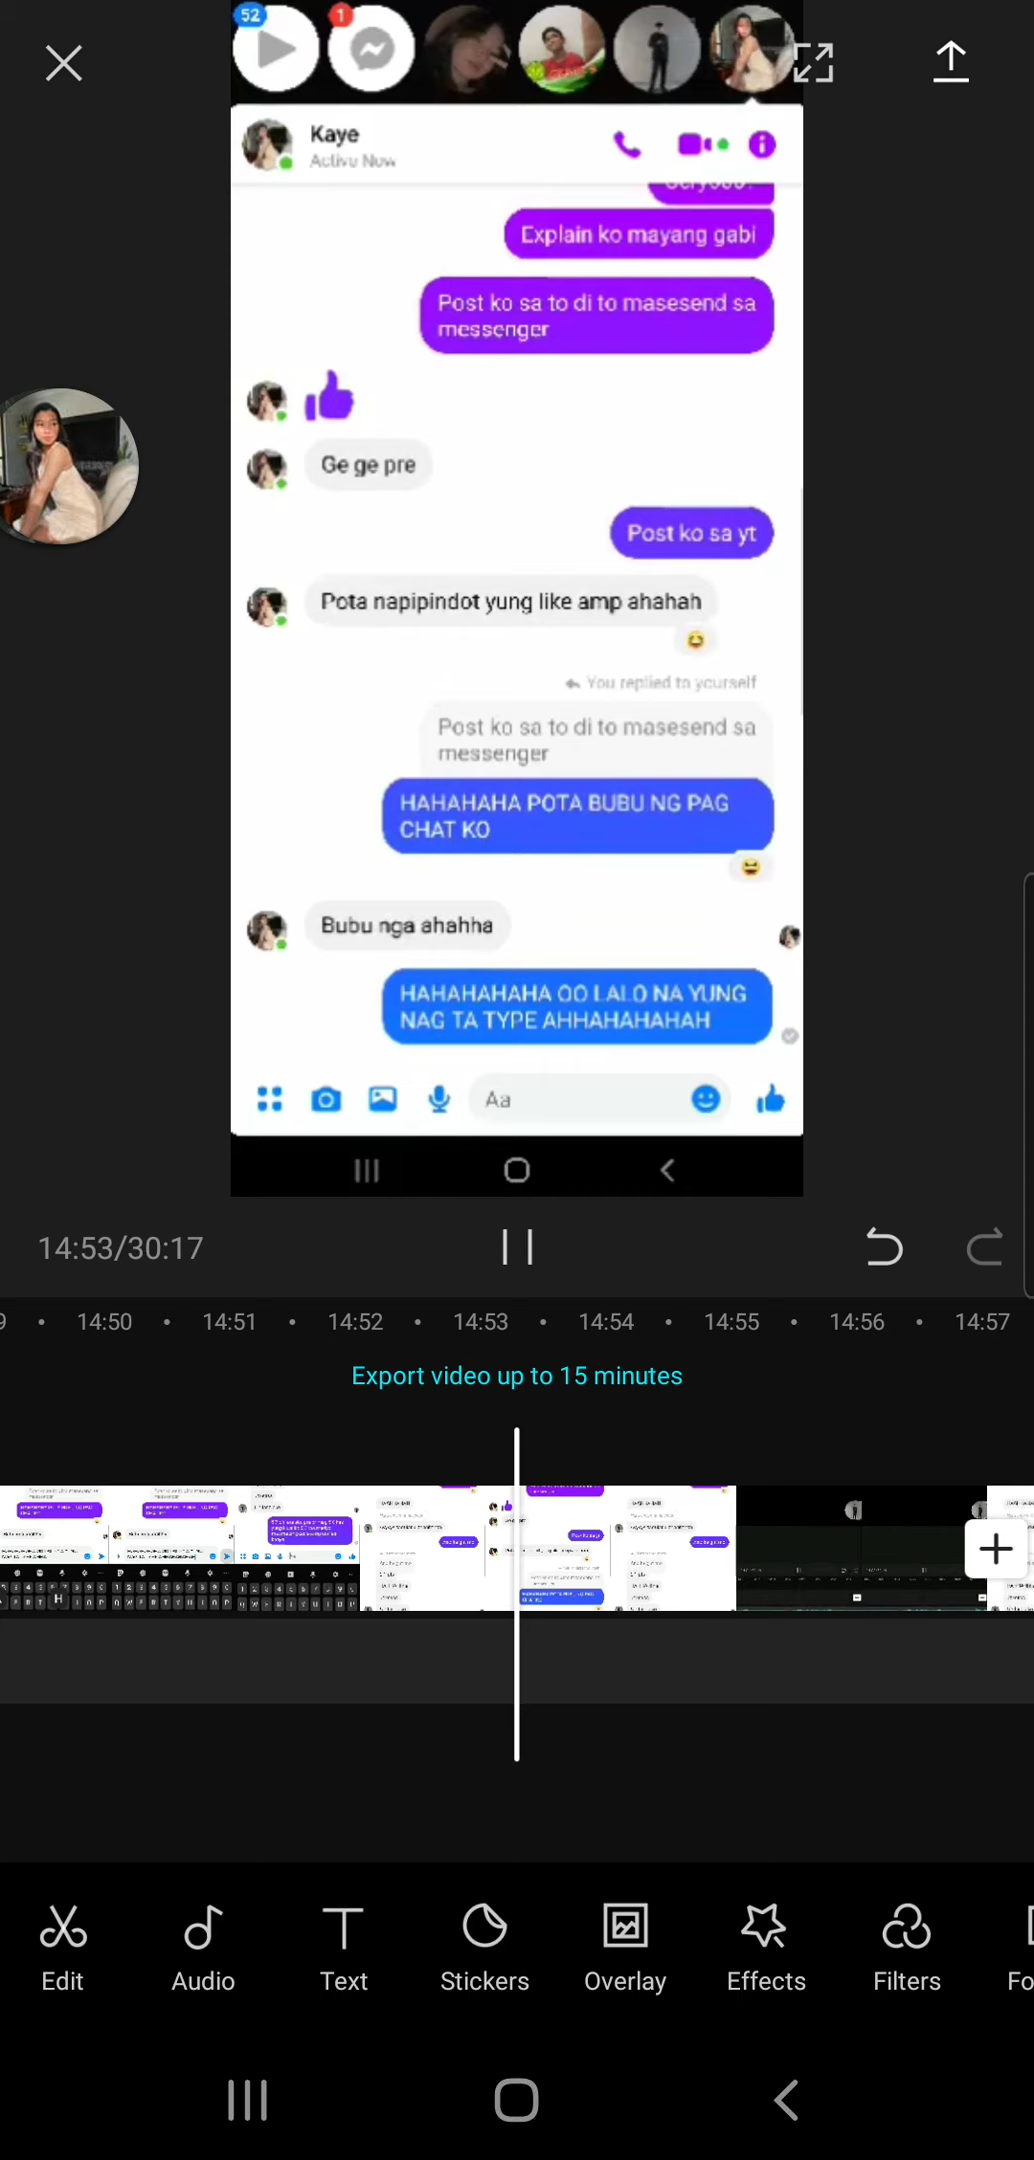 52
1
Kaye
Active Now
Explain ko mayang gabi
Post ko sa to di to masesend sa
messenger
Ge ge pre
Post ko sa yt
Pota napipindot yung like amp ahahah
You replied to yourself
Post ko sa to di to masesend sa
messenger
HAHAHAHA POTA BUBU NG PAG
CHAT KO
Bubu nga ahahha
HAHAHAHAHA OO LALO NA YUNG
NAG TA TYPE AHHAHAHAHAH
Aa
14:53/30:17
9 14:50 14:51 14:52 14:53 14:54 14:55 14:56 14:57
Export video up to 15 minutes
Edit Audio Text Stickers Overlay Effects Filters Fo